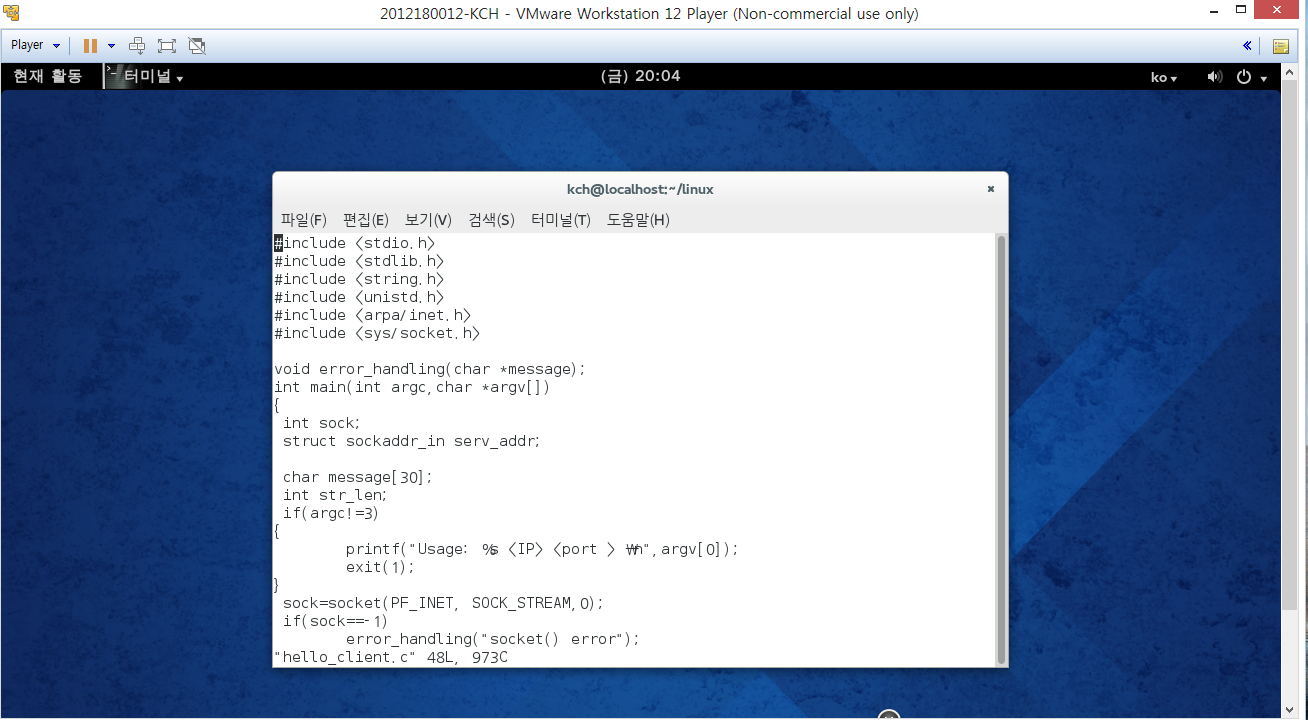 2012180012-KCH - VMware Workstation 12 Player (Non-commercial use only)
Player
현재 활동 터미널 (금) 20:04 ko
kch@localhost:~/linux
파일(F) 편집(E) 보기(V) 검색(S) 터미널(T) 도움말(H)
#include <stdio.h>
#include <stdlib.h>
#include <string.h>
#include <unistd.h>
#include <arpa/inet.h>
#include <sys/socket.h>
void error_handling(char *message);
int main(int argc,char *argv[])
{
int sock;
struct sockaddr_in serv_addr;
char message[30];
int str_len;
if(argc!=3)
{
printf("Usage: %s <IP> <port > ₩n",argv[0]);
exit(1);
}
sock=socket(PF_INET, SOCK_STREAM,0);
if(sock==-1)
error_handling("socket() error");
"hello_client.c" 48L, 973C